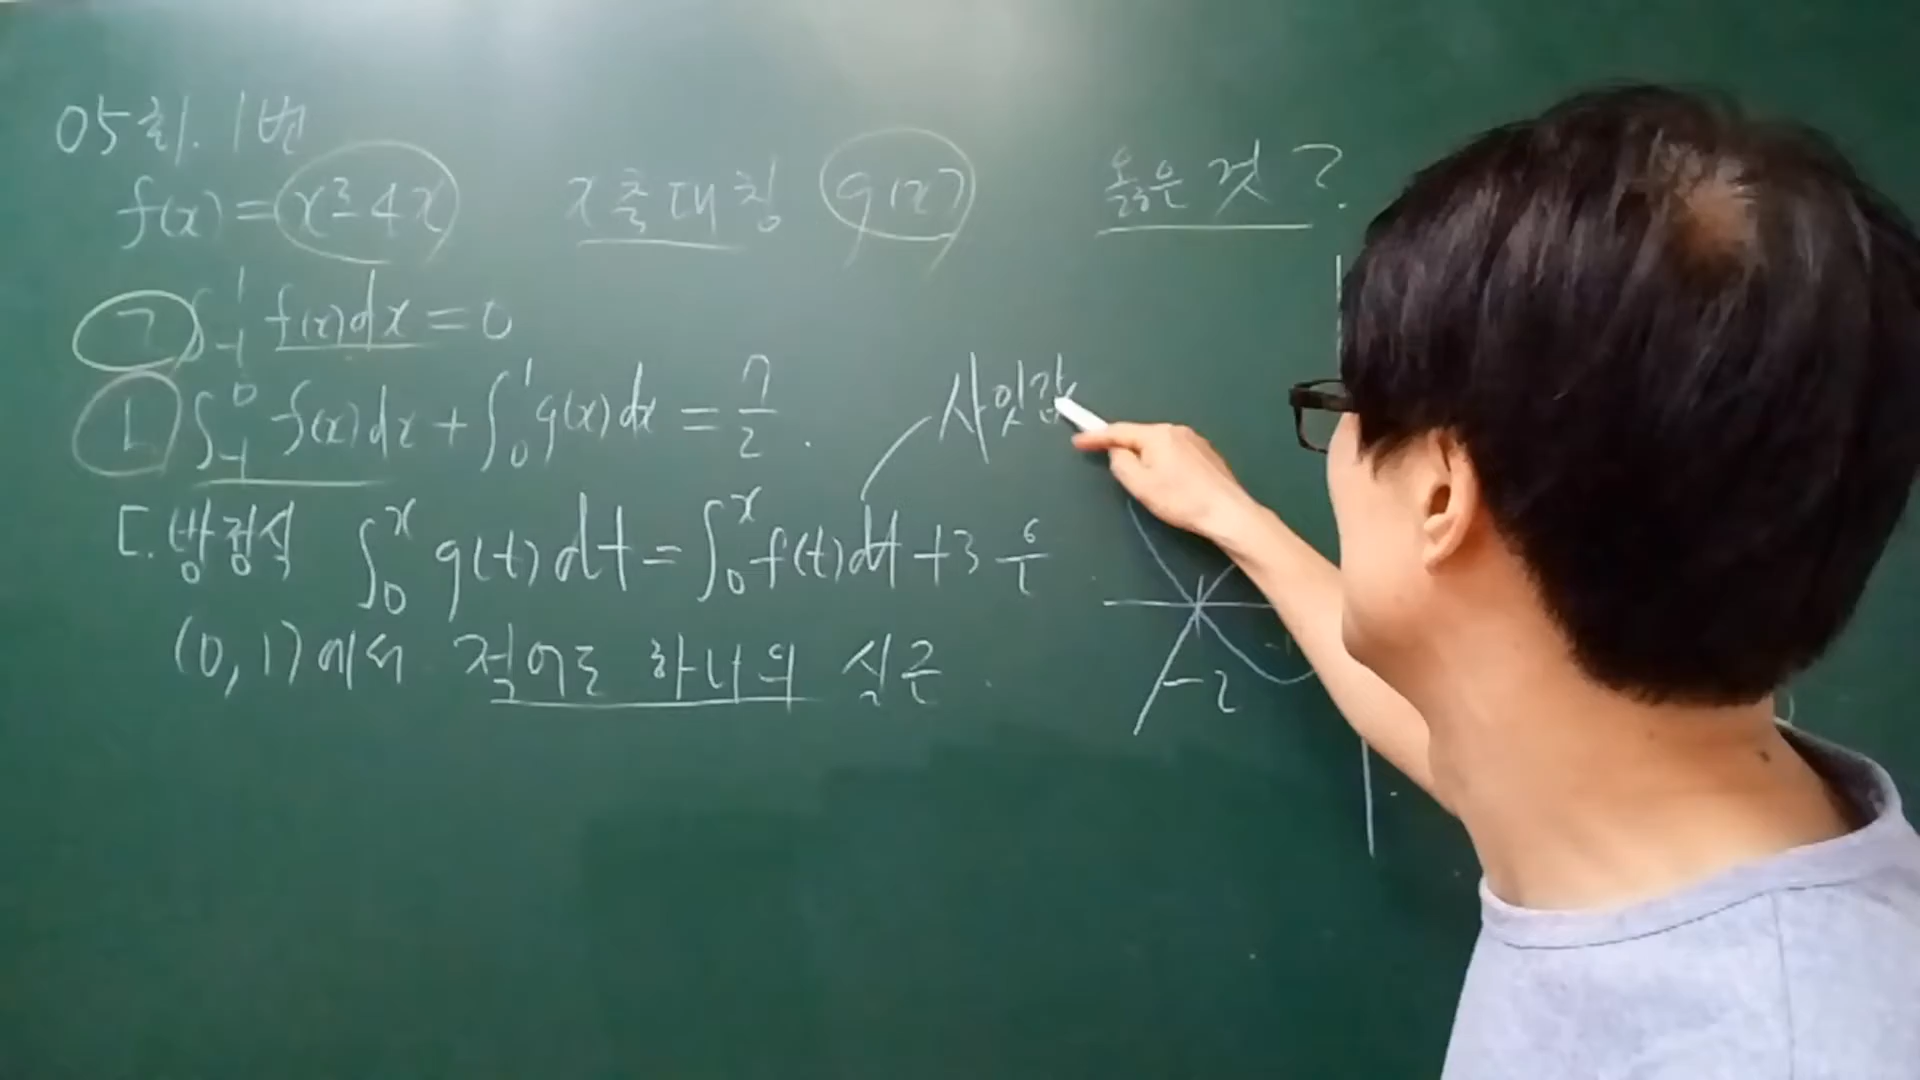 05회. 1번
f(x) = x³-4x x축대칭 g(x) 옳은 것?
ㄱ ∫₋₁¹ f(x)dx = 0
ㄴ ∫₋₁⁰ f(x)dx + ∫₀¹ g(x)dx = 7/2.
사잇값
ㄷ. 방정식 ∫₀ˣ g(t)dt = ∫₀ˣ f(t)dt + 3
(0,1)에서 적어도 하나의 실근.
-2